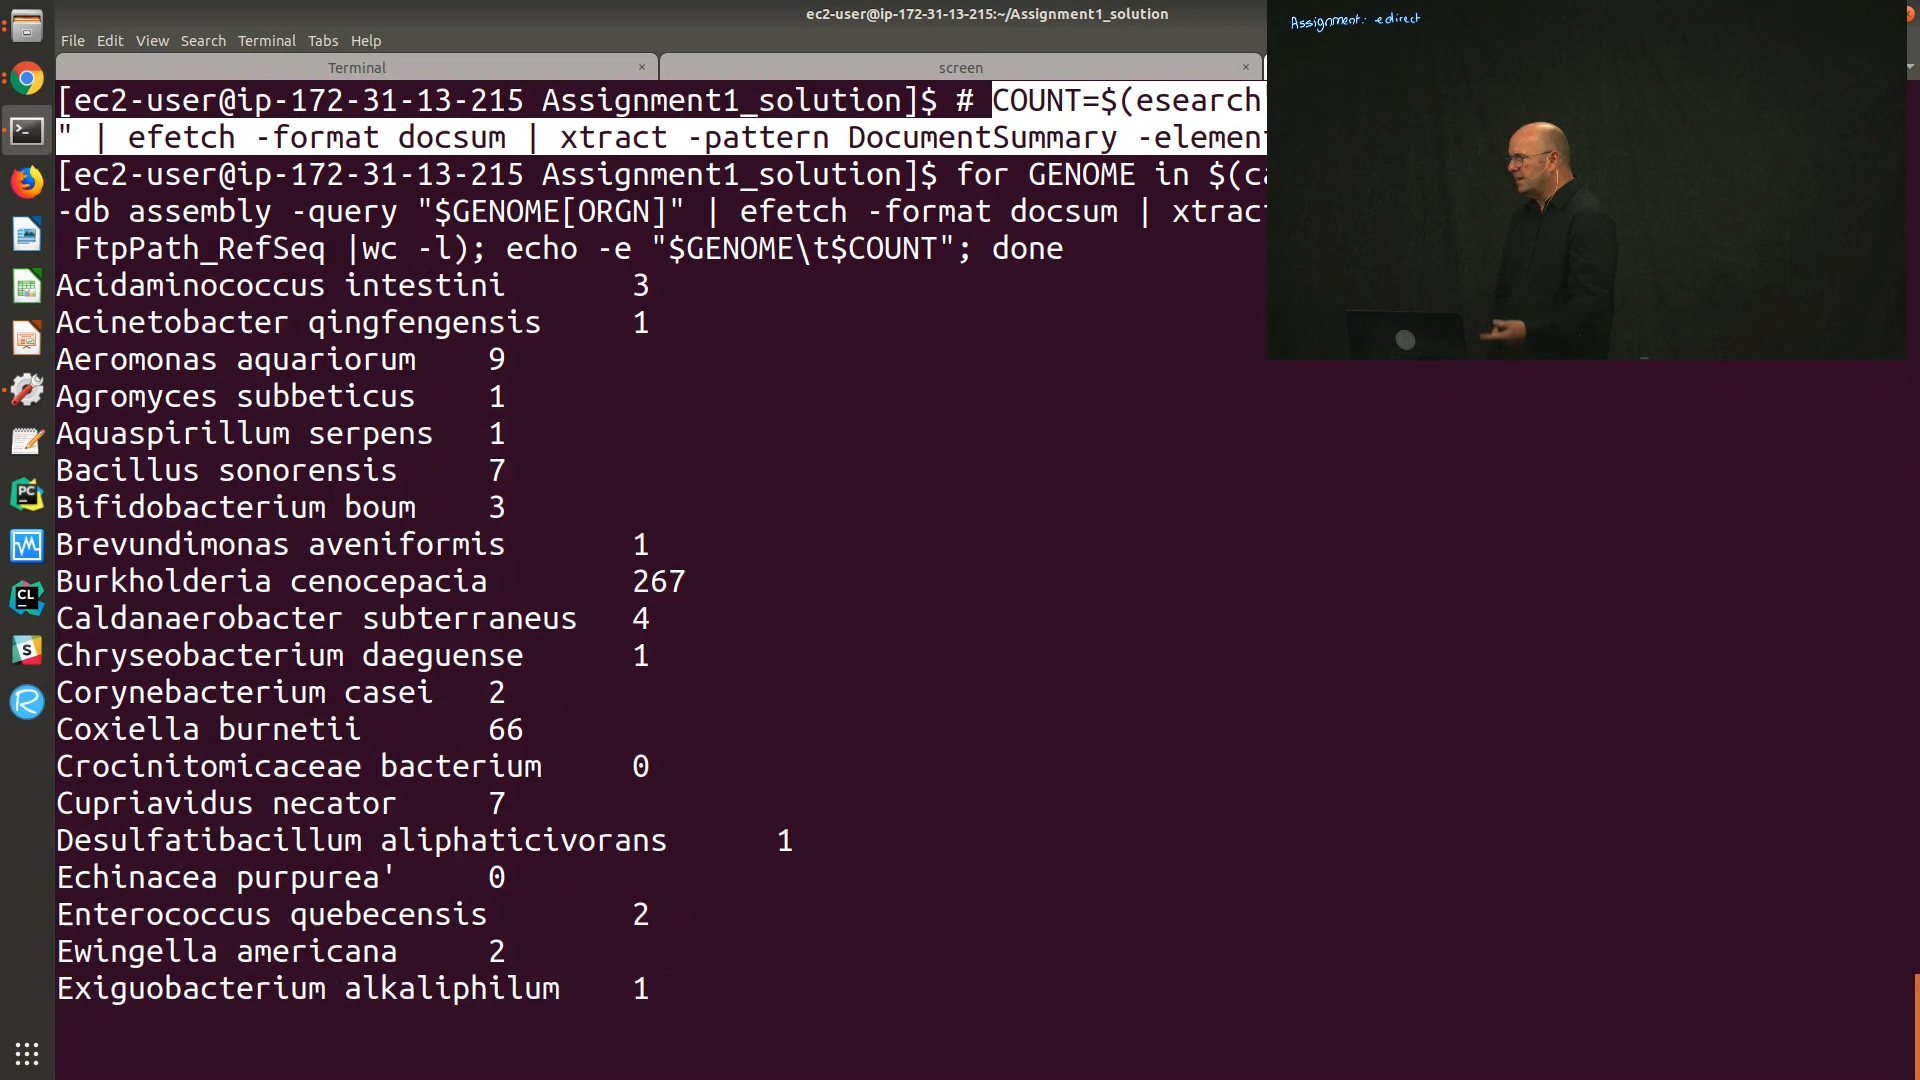 ec2-user@ip-172-31-13-215:~/Assignment1_solution
File Edit View Search Terminal Tabs Help
Terminal × screen ×
Assignment: edirect
[ec2-user@ip-172-31-13-215 Assignment1_solution]$ # COUNT=$(esearch
" | efetch -format docsum | xtract -pattern DocumentSummary -element
[ec2-user@ip-172-31-13-215 Assignment1_solution]$ for GENOME in $(ca
-db assembly -query "$GENOME[ORGN]" | efetch -format docsum | xtract
FtpPath_RefSeq |wc -l); echo -e "$GENOME\t$COUNT"; done
Acidaminococcus intestini 3
Acinetobacter qingfengensis 1
Aeromonas aquariorum 9
Agromyces subbeticus 1
Aquaspirillum serpens 1
Bacillus sonorensis 7
Bifidobacterium boum 3
Brevundimonas aveniformis 1
Burkholderia cenocepacia 267
Caldanaerobacter subterraneus 4
Chryseobacterium daeguense 1
Corynebacterium casei 2
Coxiella burnetii 66
Crocinitomicaceae bacterium 0
Cupriavidus necator 7
Desulfatibacillum aliphaticivorans 1
Echinacea purpurea' 0
Enterococcus quebecensis 2
Ewingella americana 2
Exiguobacterium alkaliphilum 1
PC
CL
S
R